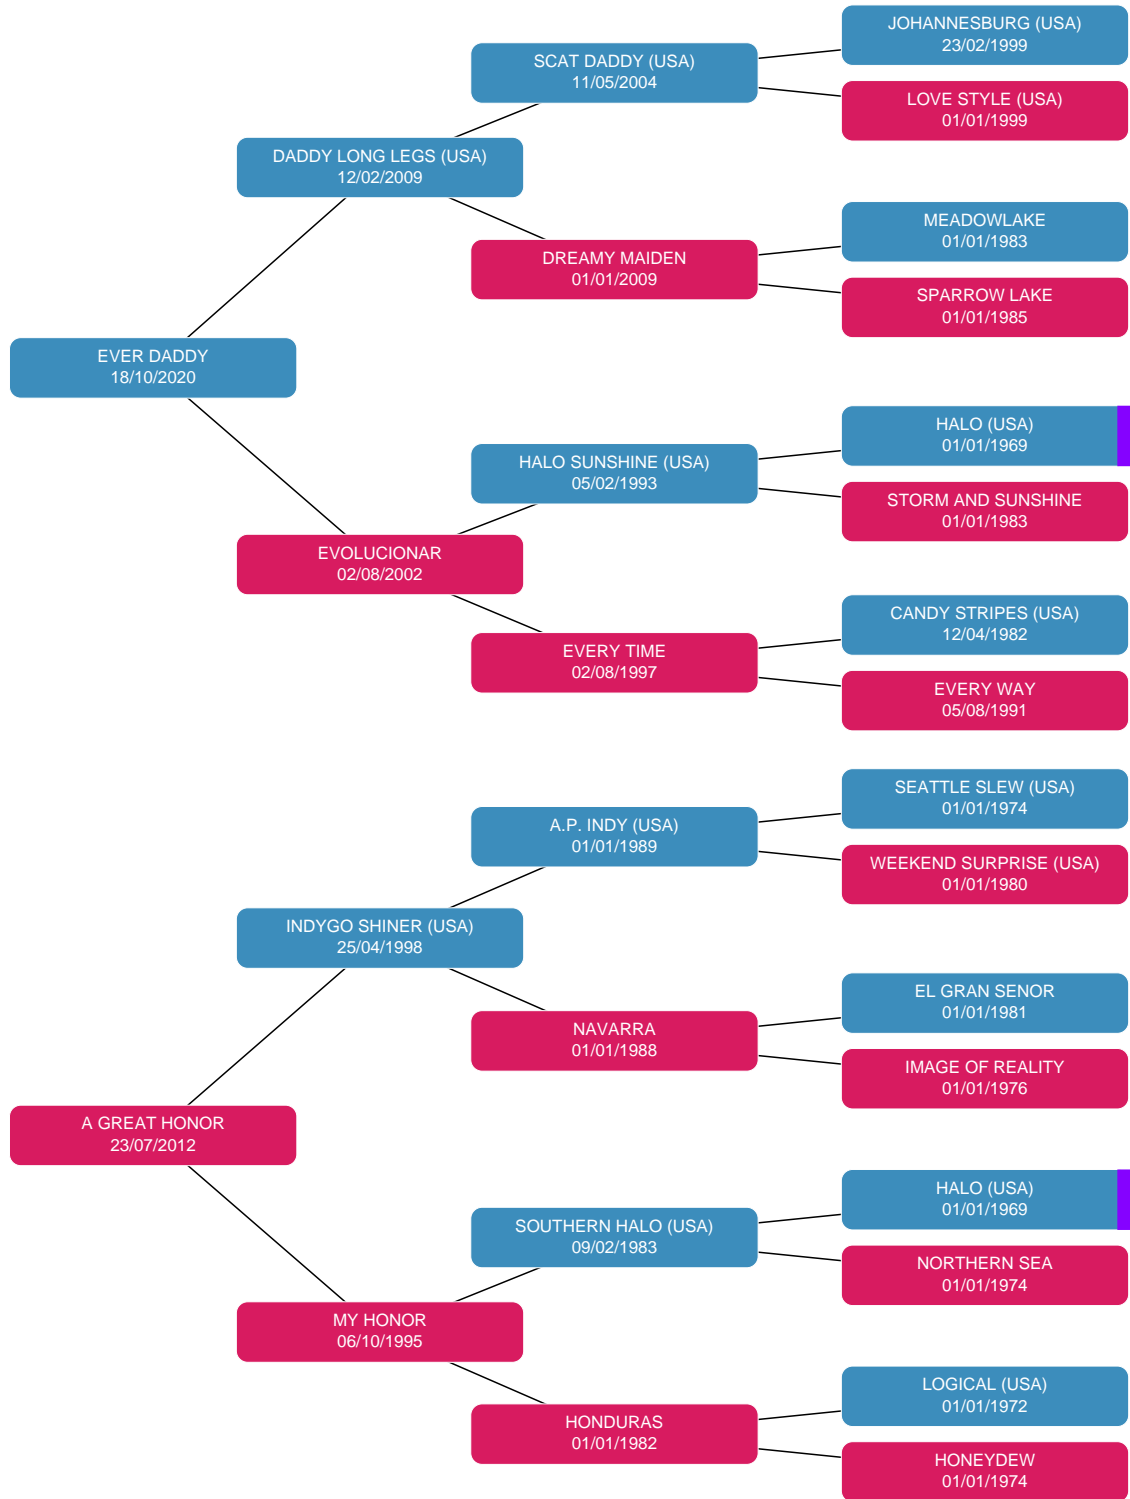 JOHANNESBURG (USA)
23/02/1999
SCAT DADDY (USA)
11/05/2004
LOVE STYLE (USA)
01/01/1999
DADDY LONG LEGS (USA)
12/02/2009
MEADOWLAKE
01/01/1983
DREAMY MAIDEN
01/01/2009
SPARROW LAKE
01/01/1985
EVER DADDY
18/10/2020
HALO (USA)
01/01/1969
HALO SUNSHINE (USA)
05/02/1993
STORM AND SUNSHINE
01/01/1983
EVOLUCIONAR
02/08/2002
CANDY STRIPES (USA)
12/04/1982
EVERY TIME
02/08/1997
EVERY WAY
05/08/1991
SEATTLE SLEW (USA)
01/01/1974
A.P. INDY (USA)
01/01/1989
WEEKEND SURPRISE (USA)
01/01/1980
INDYGO SHINER (USA)
25/04/1998
EL GRAN SENOR
01/01/1981
NAVARRA
01/01/1988
IMAGE OF REALITY
01/01/1976
A GREAT HONOR
23/07/2012
HALO (USA)
01/01/1969
SOUTHERN HALO (USA)
09/02/1983
NORTHERN SEA
01/01/1974
MY HONOR
06/10/1995
LOGICAL (USA)
01/01/1972
HONDURAS
01/01/1982
HONEYDEW
01/01/1974